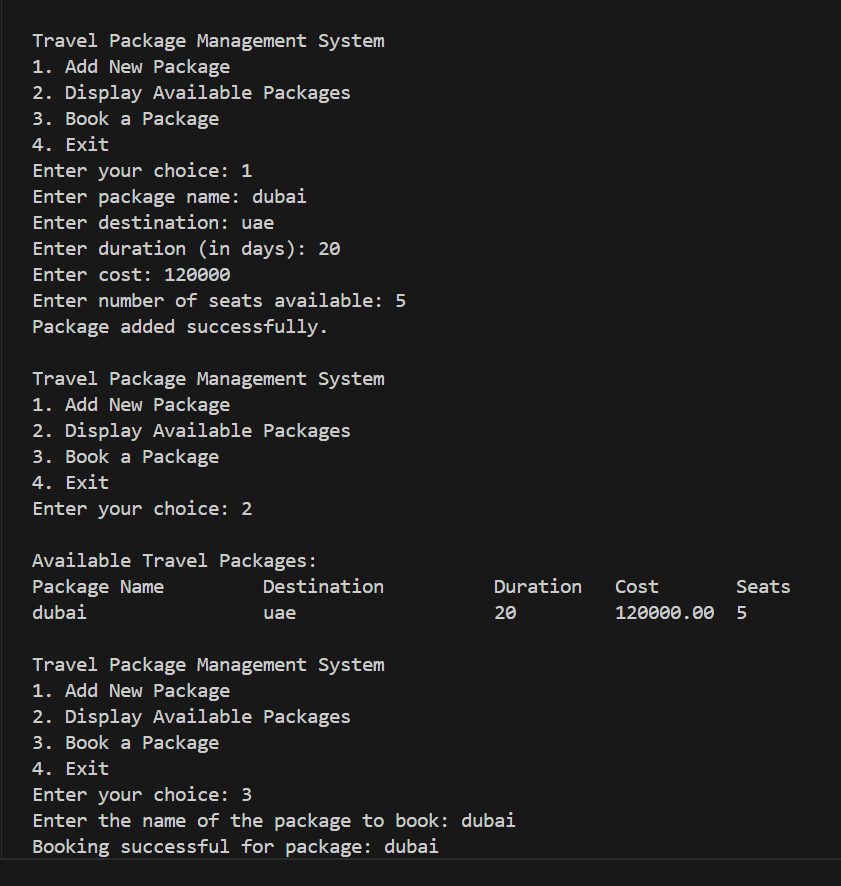 Travel Package Management System
1. Add New Package
2. Display Available Packages
3. Book a Package
4. Exit
Enter your choice: 1
Enter package name: dubai
Enter destination: uae
Enter duration (in days): 20
Enter cost: 120000
Enter number of seats available: 5
Package added successfully.
Travel Package Management System
1. Add New Package
2. Display Available Packages
3. Book a Package
4. Exit
Enter your choice: 2
Available Travel Packages:
Package Name         Destination          Duration   Cost       Seats
dubai                uae                  20         120000.00  5
Travel Package Management System
1. Add New Package
2. Display Available Packages
3. Book a Package
4. Exit
Enter your choice: 3
Enter the name of the package to book: dubai
Booking successful for package: dubai